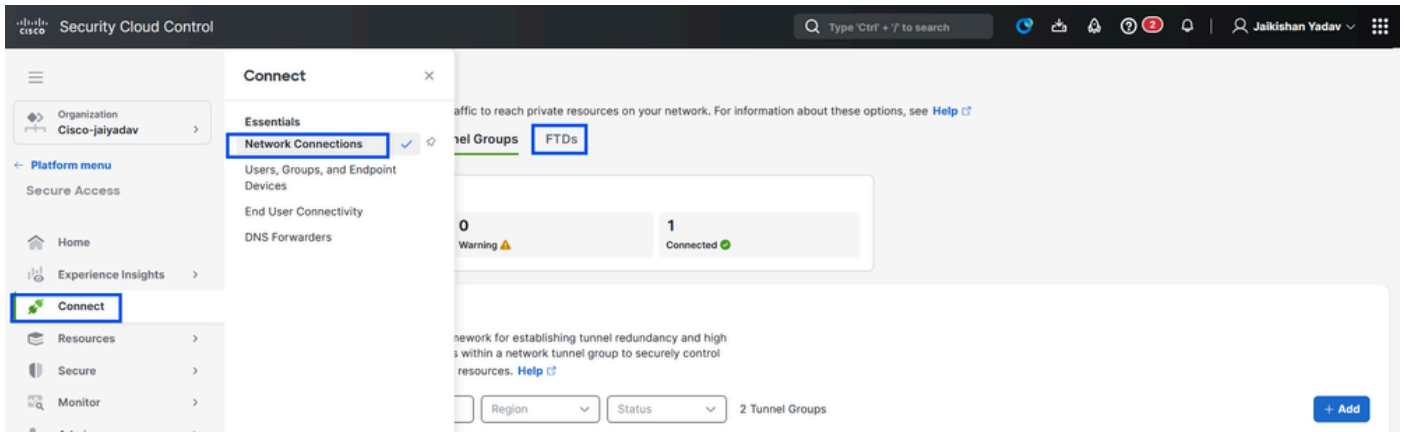 cisco Security Cloud Control
Type 'Ctrl' + '/' to search
2
Jaikishan Yadav
Organization
Cisco-jaiyadav
← Platform menu
Secure Access
Home
Experience Insights
Connect
Resources
Secure
Monitor
Connect
Essentials
Network Connections
Users, Groups, and Endpoint
Devices
End User Connectivity
DNS Forwarders
affic to reach private resources on your network. For information about these options, see Help
nel Groups FTDs
0
Warning
1
Connected
nework for establishing tunnel redundancy and high
s within a network tunnel group to securely control
resources. Help
Region
Status
2 Tunnel Groups
+ Add